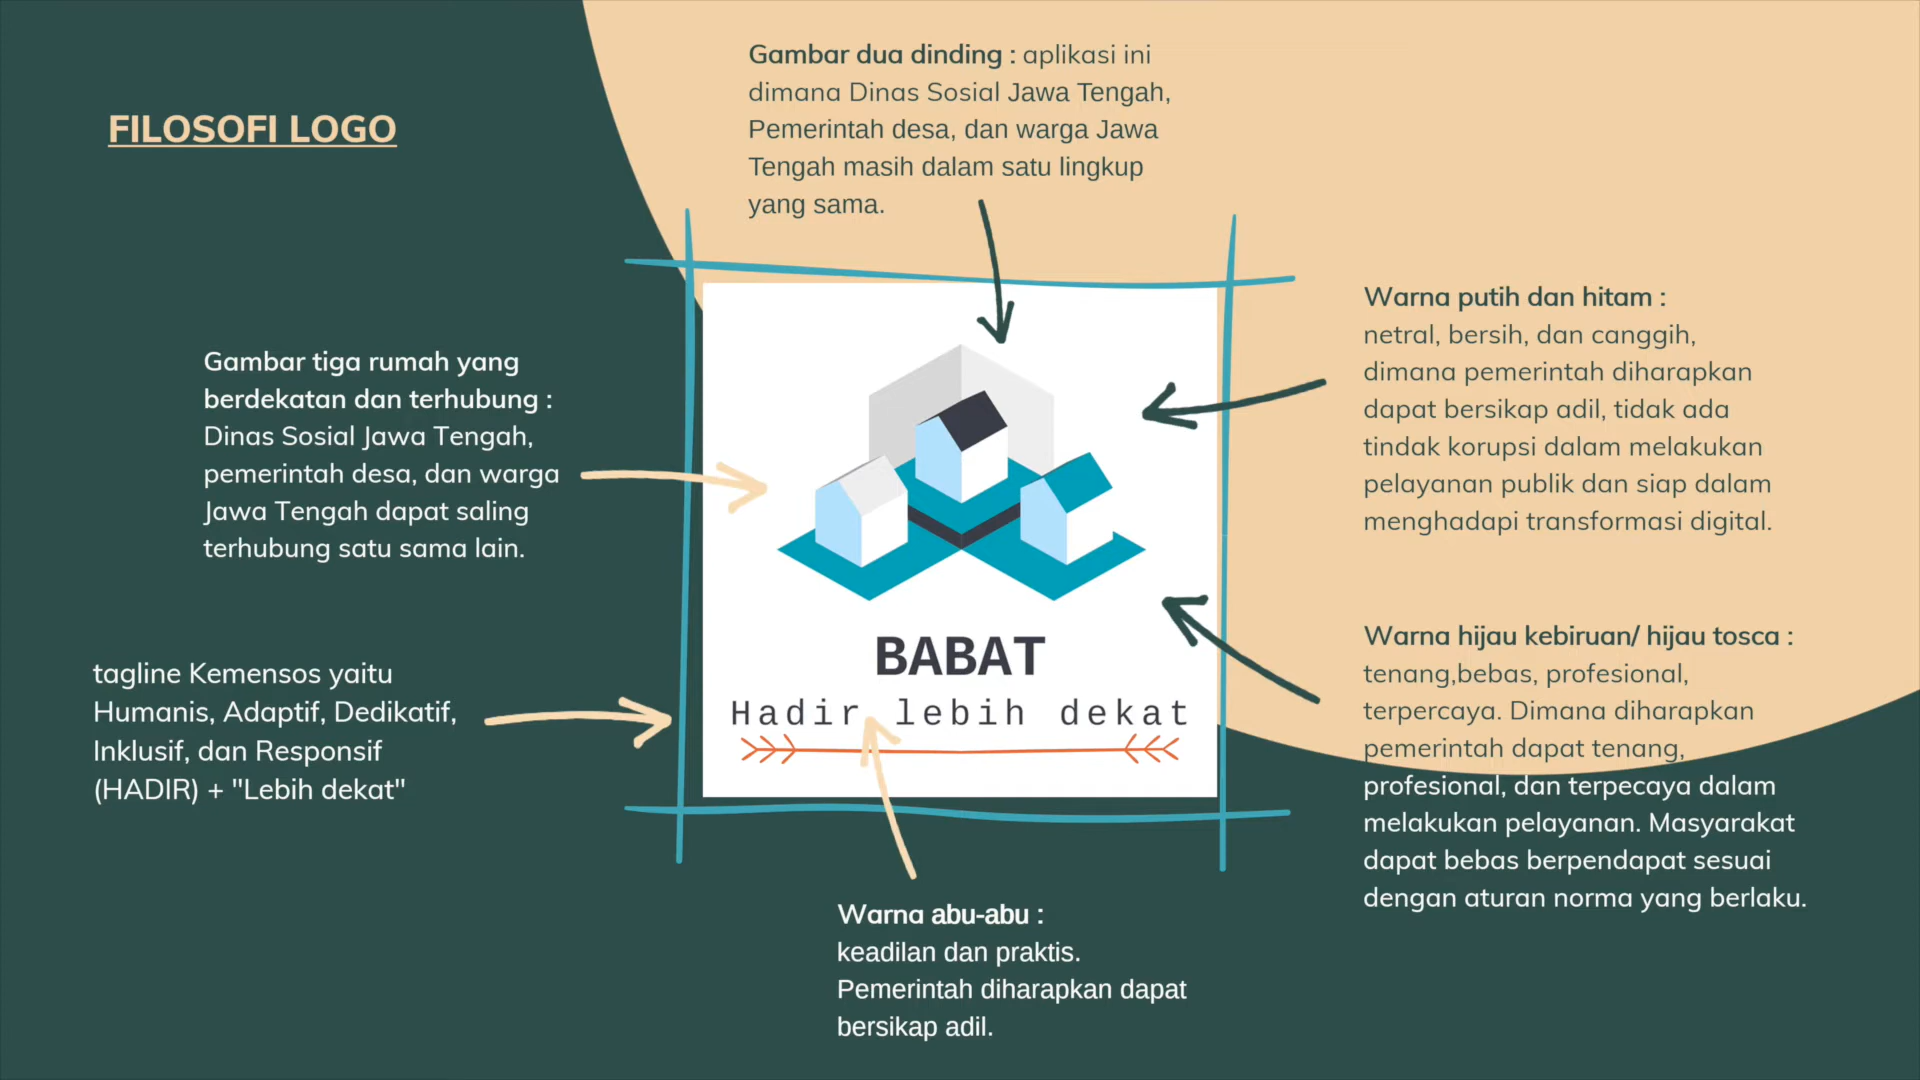 FILOSOFI LOGO
Gambar dua dinding : aplikasi ini
dimana Dinas Sosial Jawa Tengah,
Pemerintah desa, dan warga Jawa
Tengah masih dalam satu lingkup
yang sama.
Gambar tiga rumah yang
berdekatan dan terhubung :
Dinas Sosial Jawa Tengah,
pemerintah desa, dan warga
Jawa Tengah dapat saling
terhubung satu sama lain.
tagline Kemensos yaitu
Humanis, Adaptif, Dedikatif,
Inklusif, dan Responsif
(HADIR) + "Lebih dekat"
BABAT
Hadir lebih dekat
Warna putih dan hitam :
netral, bersih, dan canggih,
dimana pemerintah diharapkan
dapat bersikap adil, tidak ada
tindak korupsi dalam melakukan
pelayanan publik dan siap dalam
menghadapi transformasi digital.
Warna hijau kebiruan/ hijau tosca :
tenang,bebas, profesional,
terpercaya. Dimana diharapkan
pemerintah dapat tenang,
profesional, dan terpecaya dalam
melakukan pelayanan. Masyarakat
dapat bebas berpendapat sesuai
dengan aturan norma yang berlaku.
Warna abu-abu :
keadilan dan praktis.
Pemerintah diharapkan dapat
bersikap adil.